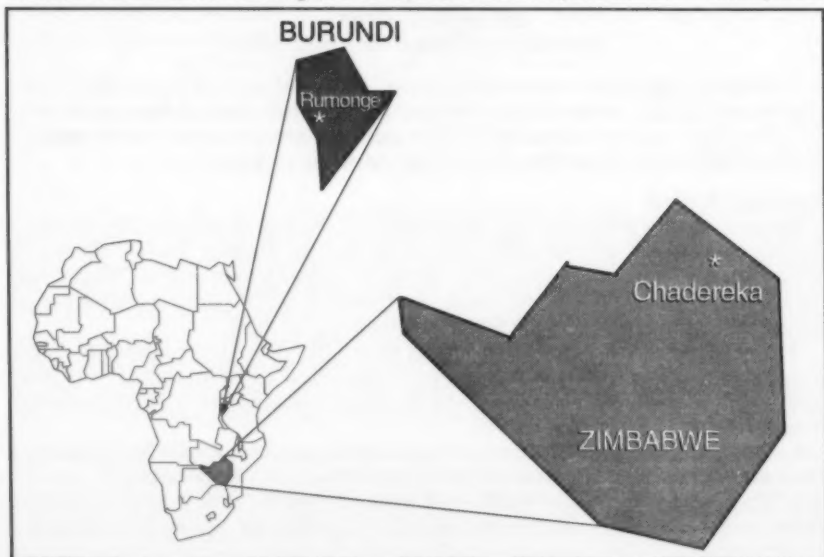 BURUNDI
Rumonge
*
*
Chadereka
ZIMBABWE